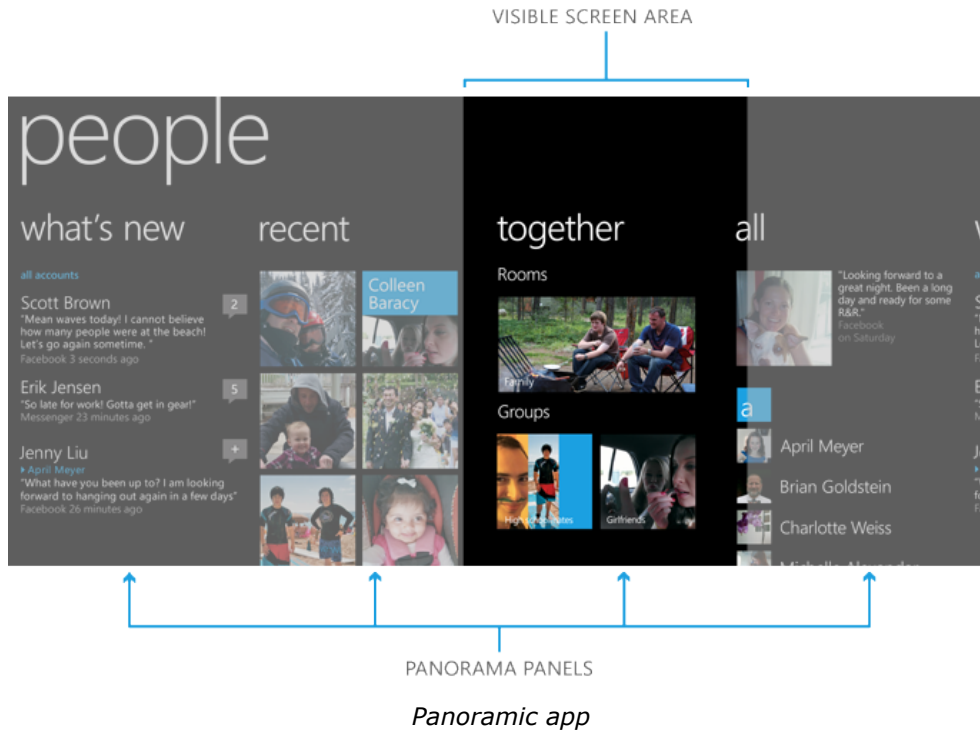 VISIBLE SCREEN AREA
people
what's new
all accounts
Scott Brown
2
"Mean waves today! I cannot believe
how many people were at the beach!
Let's go again sometime. "
Facebook 3 seconds ago
Erik Jensen
5
"So late for work! Gotta get in gear!"
Messenger 23 minutes ago
Jenny Liu
+
April Meyer
"What have you been up to? I am looking
forward to hanging out again in a few days"
Facebook 26 minutes ago
recent
Colleen
Baracy
together
Rooms
Family
Groups
High school mates
Girlfriends
all
"Looking forward to a
great night. Been a long
day and ready for some
R&R."
Facebook
on Saturday
a
April Meyer
Brian Goldstein
Charlotte Weiss
PANORAMA PANELS
Panoramic app